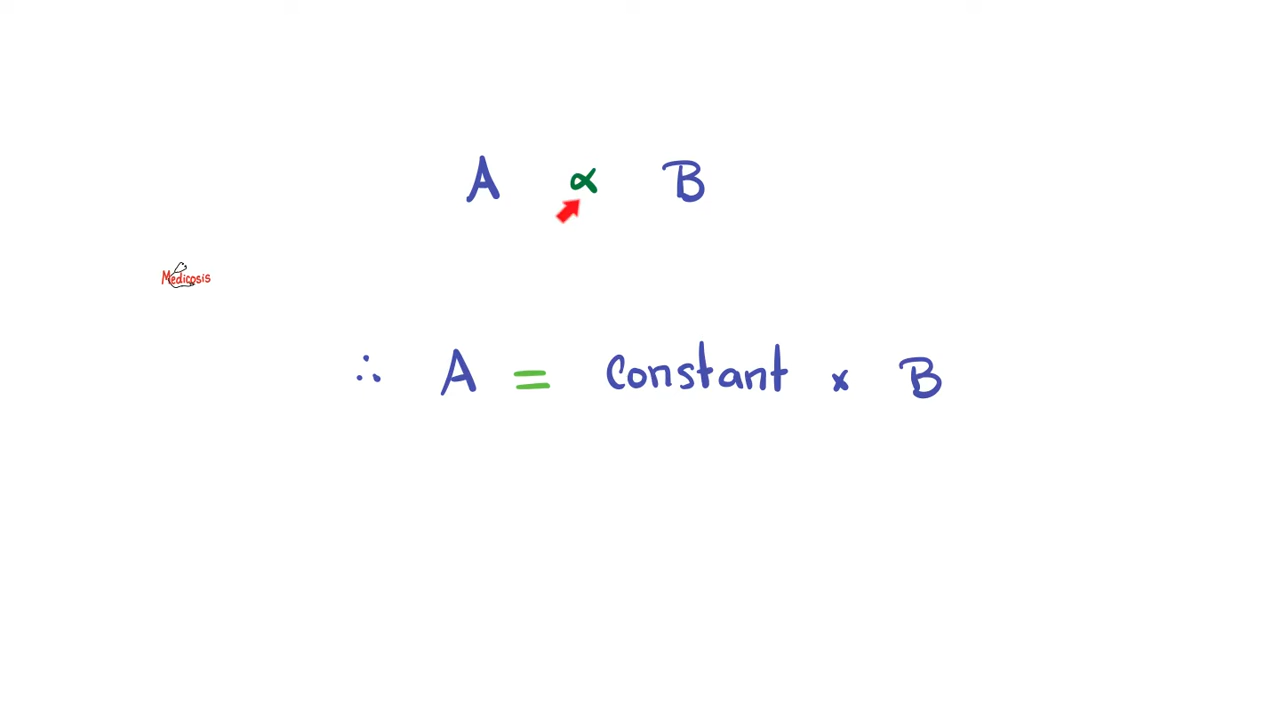 A ∝ B
Medicosis
∴ A = constant × B